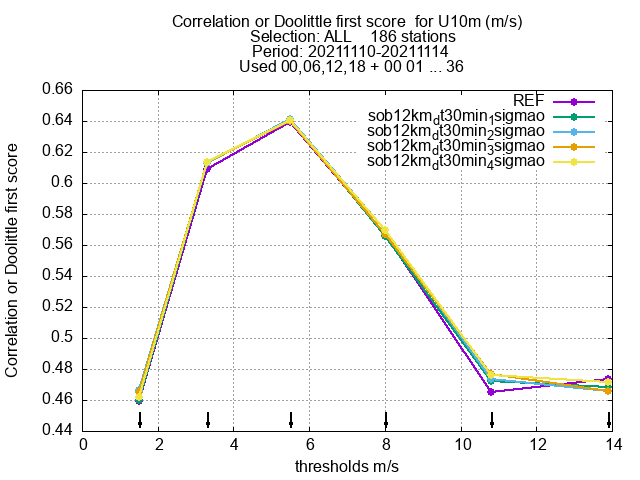 Correlation or Doolittle first score  for U10m (m/s)
Selection: ALL    186 stations
Period: 20211110-20211114
Used 00,06,12,18 + 00 01 ... 36
REF
sob12km_dt30min_1sigmao
sob12km_dt30min_2sigmao
sob12km_dt30min_3sigmao
sob12km_dt30min_4sigmao
Correlation or Doolittle first score
0.66
0.64
0.62
0.6
0.58
0.56
0.54
0.52
0.5
0.48
0.46
0.44
0 2 4 6 8 10 12 14
thresholds m/s